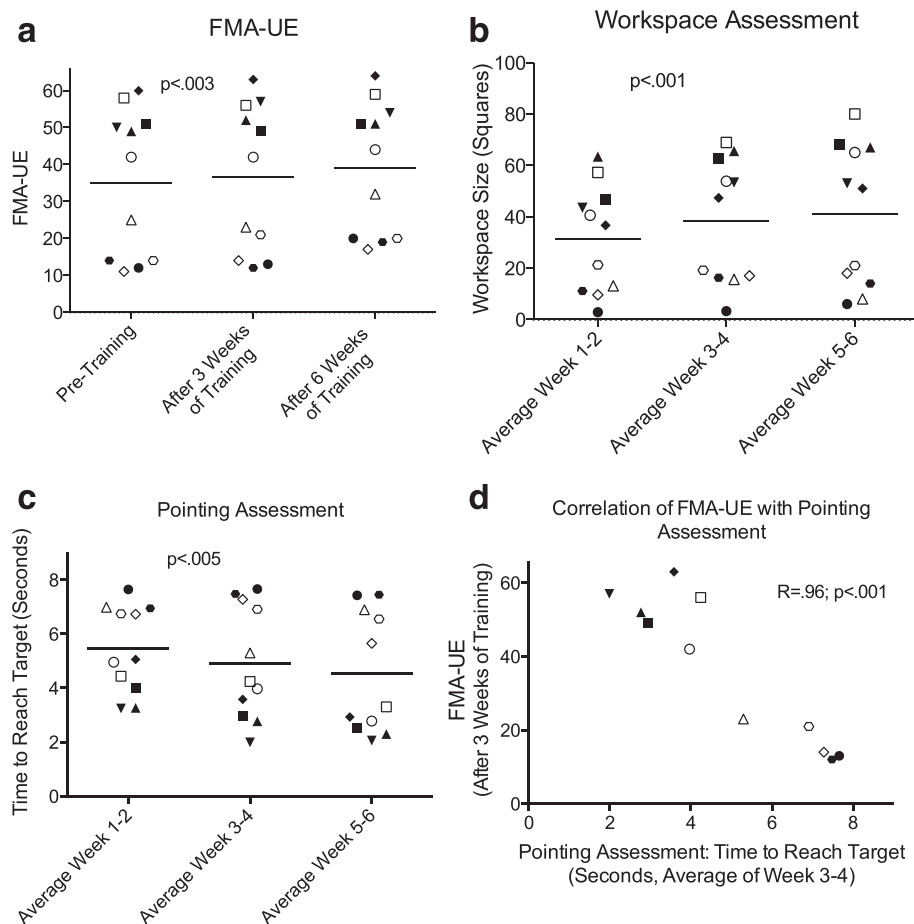 a
FMA-UE
p<.003
FMA-UE
60
50
40
30
20
10
0
Pre-Training
After 3 Weeks
of Training
After 6 Weeks
of Training
b
Workspace Assessment
p<.001
Workspace Size (Squares)
100
80
60
40
20
0
Average Week 1-2
Average Week 3-4
Average Week 5-6
c
Pointing Assessment
p<.005
Time to Reach Target (Seconds)
8
6
4
2
0
Average Week 1-2
Average Week 3-4
Average Week 5-6
d
Correlation of FMA-UE with Pointing
Assessment
R=.96; p<.001
FMA-UE
(After 3 Weeks of Training)
60
40
20
0
0 2 4 6 8
Pointing Assessment: Time to Reach Target
(Seconds, Average of Week 3-4)